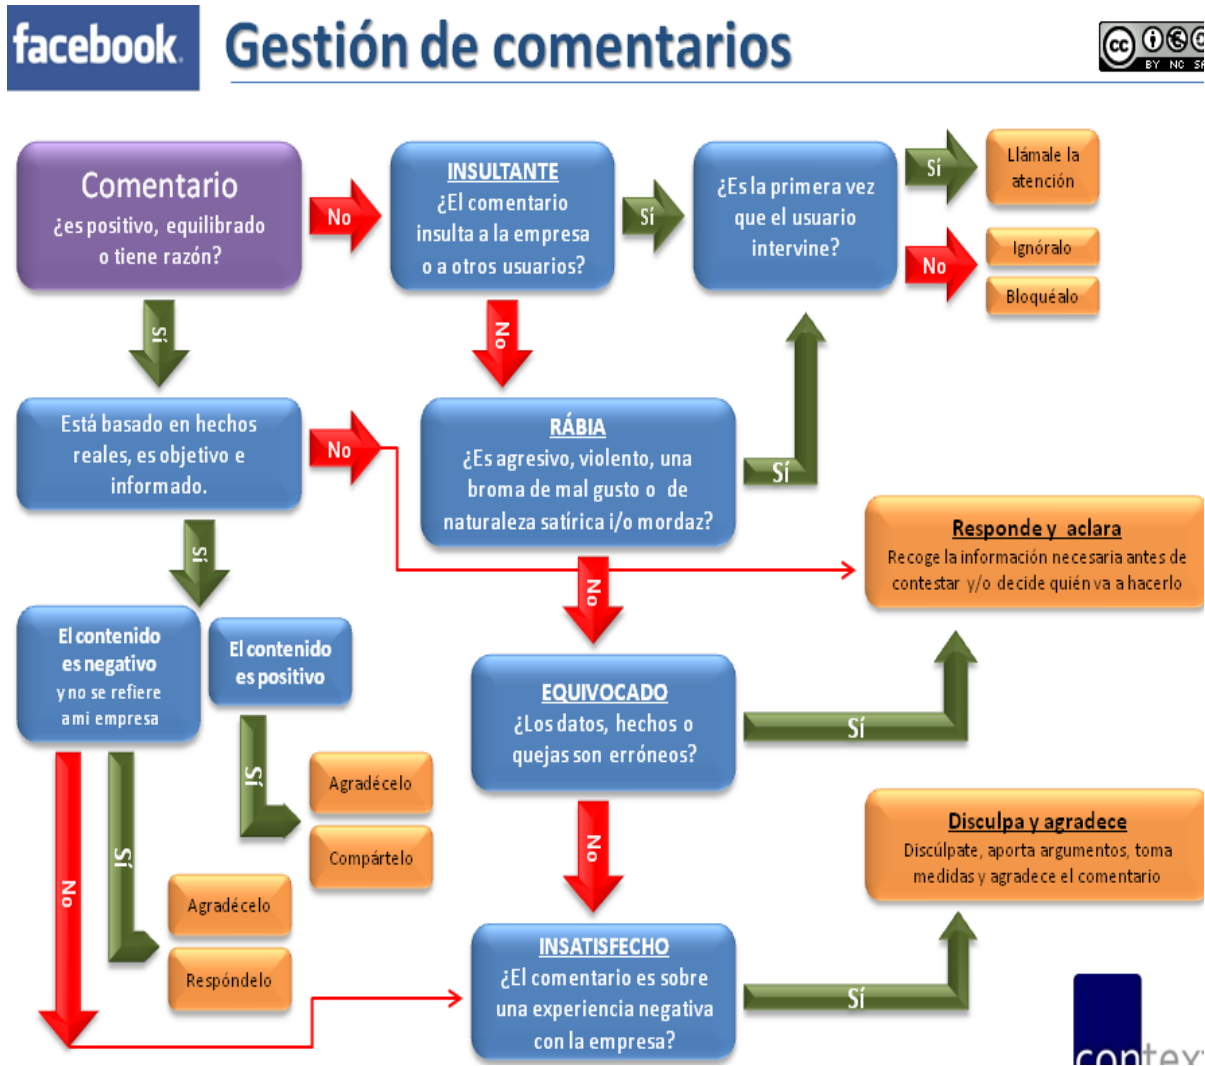 facebook.
Gestión de comentarios
cc
BY NC
Comentario
¿es positivo, equilibrado
o tiene razón?
No
INSULTANTE
¿El comentario
insulta a la empresa
o a otros usuarios?
Sí
¿Es la primera vez
que el usuario
intervine?
Sí
Llámale la
atención
No
Ignóralo
Bloquéalo
Sí
No
Está basado en hechos
reales, es objetivo e
informado.
No
RÁBIA
¿Es agresivo, violento, una
broma de mal gusto o de
naturaleza satírica i/o mordaz?
Sí
Responde y aclara
Recoge la información necesaria antes de
contestar y/o decide quién va a hacerlo
Sí
No
El contenido
es negativo
y no se refiere
a mi empresa
El contenido
es positivo
EQUIVOCADO
¿Los datos, hechos o
quejas son erróneos?
Sí
Sí
Agradécelo
Compártelo
No
Sí
Agradécelo
Respóndelo
No
Disculpa y agradece
Discúlpate, aporta argumentos, toma
medidas y agradece el comentario
INSATISFECHO
¿El comentario es sobre
una experiencia negativa
con la empresa?
Sí